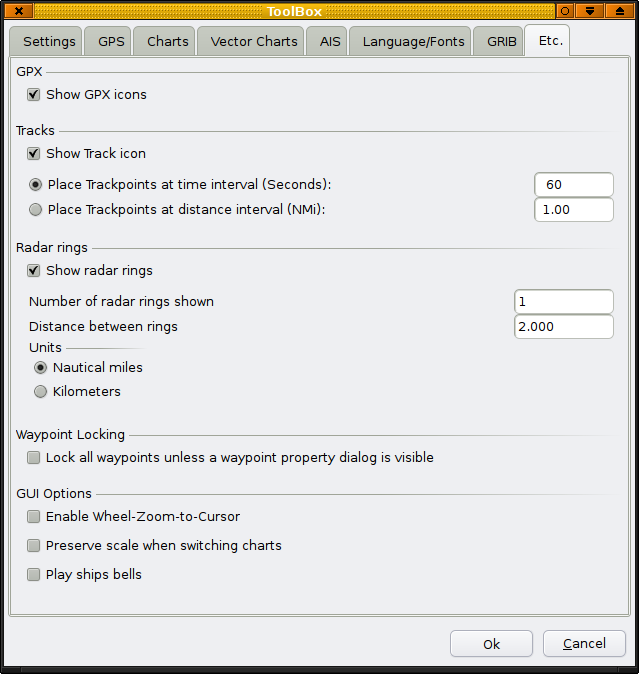 ToolBox
Settings GPS Charts Vector Charts AIS Language/Fonts GRIB Etc.
GPX
Show GPX icons
Tracks
Show Track icon
Place Trackpoints at time interval (Seconds): 60
Place Trackpoints at distance interval (NMi): 1.00
Radar rings
Show radar rings
Number of radar rings shown 1
Distance between rings 2.000
Units
Nautical miles
Kilometers
Waypoint Locking
Lock all waypoints unless a waypoint property dialog is visible
GUI Options
Enable Wheel-Zoom-to-Cursor
Preserve scale when switching charts
Play ships bells
Ok Cancel